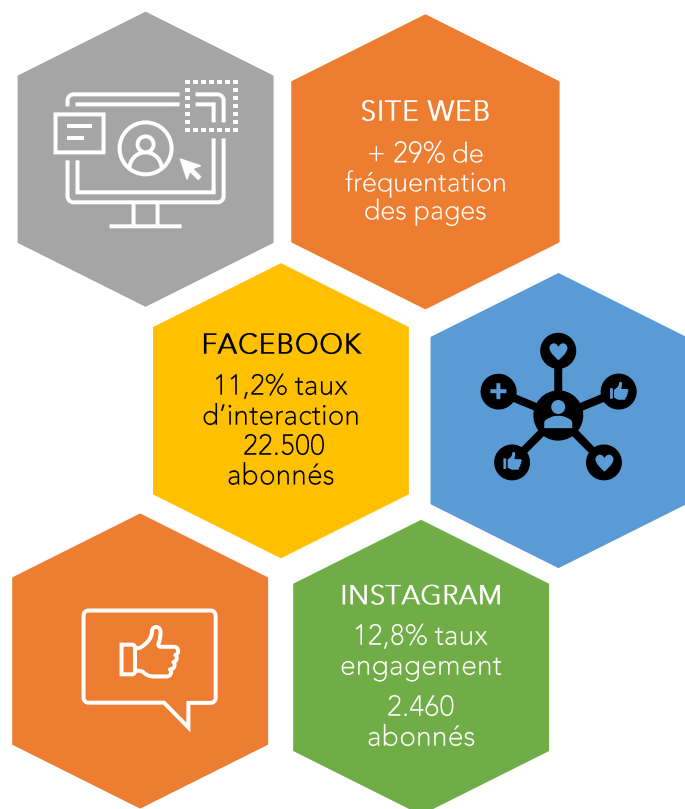 SITE WEB
+ 29% de
fréquentation
des pages
FACEBOOK
11,2% taux
d’interaction
22.500
abonnés
INSTAGRAM
12,8% taux
engagement
2.460
abonnés